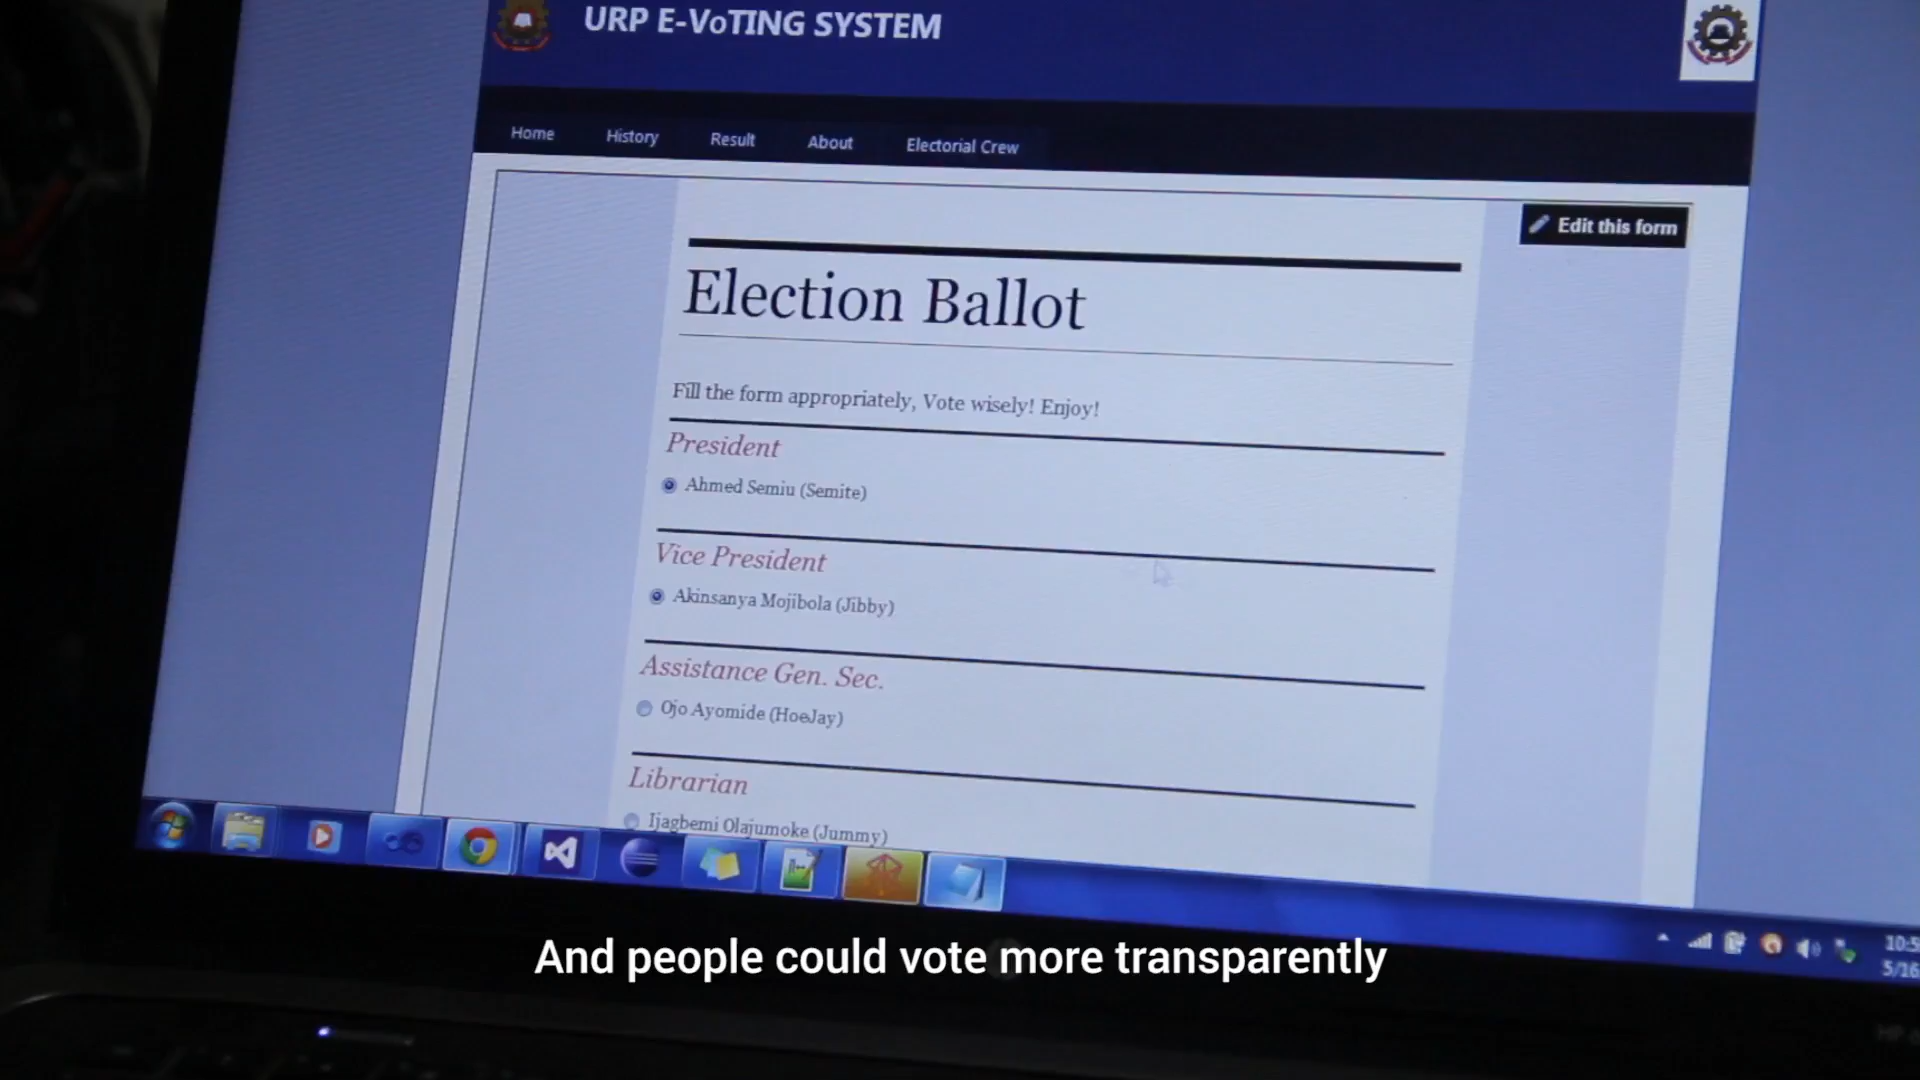 URP E-VOTING SYSTEM
Home History Result About Electorial Crew
Edit this form
Election Ballot
Fill the form appropriately, Vote wisely! Enjoy!
President
Ahmed Semiu (Semite)
Vice President
Akinsanya Mojibola (Jibby)
Assistance Gen. Sec.
Ojo Ayomide (HoeJay)
Librarian
Ijagbemi Olajumoke (Jummy)
And people could vote more transparently